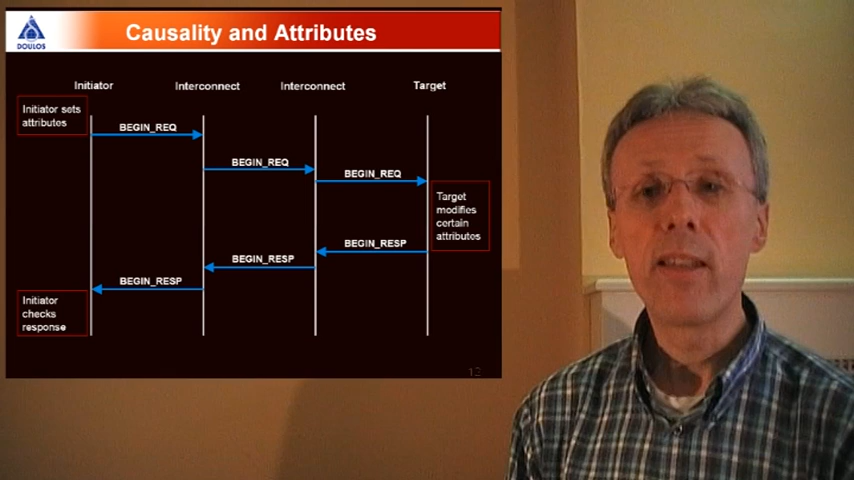 DOULOS
Causality and Attributes
Initiator Interconnect Interconnect Target
Initiator sets
attributes
BEGIN_REQ
BEGIN_REQ
BEGIN_REQ
Target
modifies
certain
attributes
BEGIN_RESP
BEGIN_RESP
BEGIN_RESP
Initiator
checks
response
12